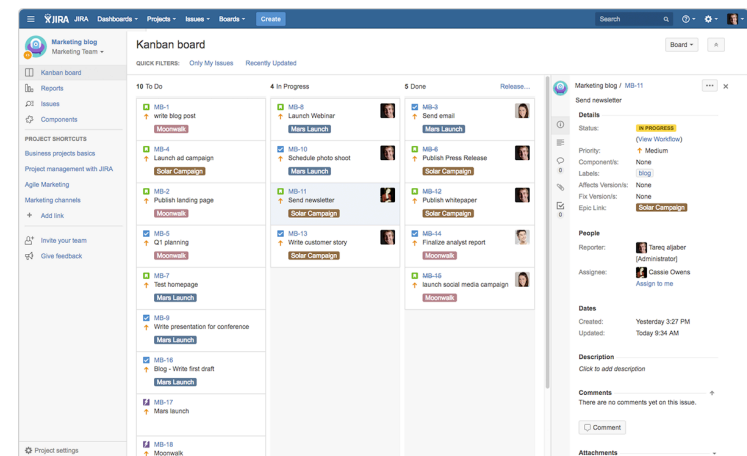 JIRA JIRA Dashboards Projects Issues Boards Create Search
Marketing blog
Marketing Team
Kanban board
Reports
Issues
Components
PROJECT SHORTCUTS
Business projects basics
Project management with JIRA
Agile Marketing
Marketing channels
+ Add link
Invite your team
Give feedback
Project settings
Kanban board
Board
QUICK FILTERS: Only My Issues Recently Updated
10 To Do
MB-1
write blog post
Moonwalk
MB-4
Launch ad campaign
Solar Campaign
MB-2
Publish landing page
Moonwalk
MB-5
Q1 planning
Moonwalk
MB-7
Test homepage
Mars Launch
MB-9
Write presentation for conference
Mars Launch
MB-16
Blog - Write first draft
Mars Launch
MB-17
Mars launch
MB-18
Moonwalk
4 In Progress
MB-8
Launch Webinar
Mars Launch
MB-10
Schedule photo shoot
Mars Launch
MB-11
Send newsletter
Solar Campaign
MB-13
Write customer story
Solar Campaign
5 Done
Release...
MB-3
Send email
Mars Launch
MB-6
Publish Press Release
Solar Campaign
MB-12
Publish whitepaper
Solar Campaign
MB-14
Finalize analyst report
Moonwalk
MB-15
launch social media campaign
Moonwalk
Marketing blog / MB-11
Send newsletter
Details
Status: IN PROGRESS
(View Workflow)
Priority: Medium
Component/s: None
Labels: blog
Affects Version/s: None
Fix Version/s: None
Epic Link: Solar Campaign
People
Reporter: Tareq aljaber
[Administrator]
Assignee: Cassie Owens
Assign to me
Dates
Created: Yesterday 3:27 PM
Updated: Today 9:34 AM
Description
Click to add description
Comments
There are no comments yet on this issue.
Comment
Attachments
0
0